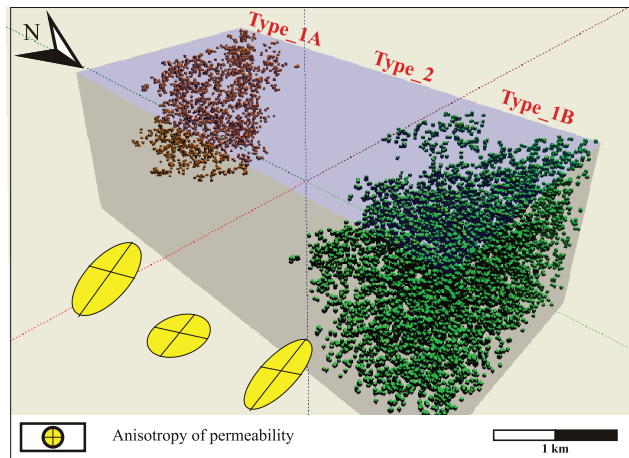 N
Type_1A
Type_2
Type_1B
Anisotropy of permeability
1 km